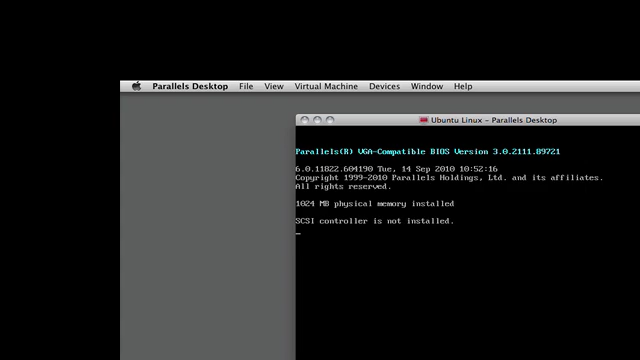 Parallels Desktop File View Virtual Machine Devices Window Help
Ubuntu Linux - Parallels Desktop
Parallels(R) VGA-Compatible BIOS Version 3.0.2111.89721
6.0.11822.604190 Tue, 14 Sep 2010 10:52:16
Copyright 1999-2010 Parallels Holdings, Ltd. and its affiliates.
All rights reserved.
1024 MB physical memory installed
SCSI controller is not installed.